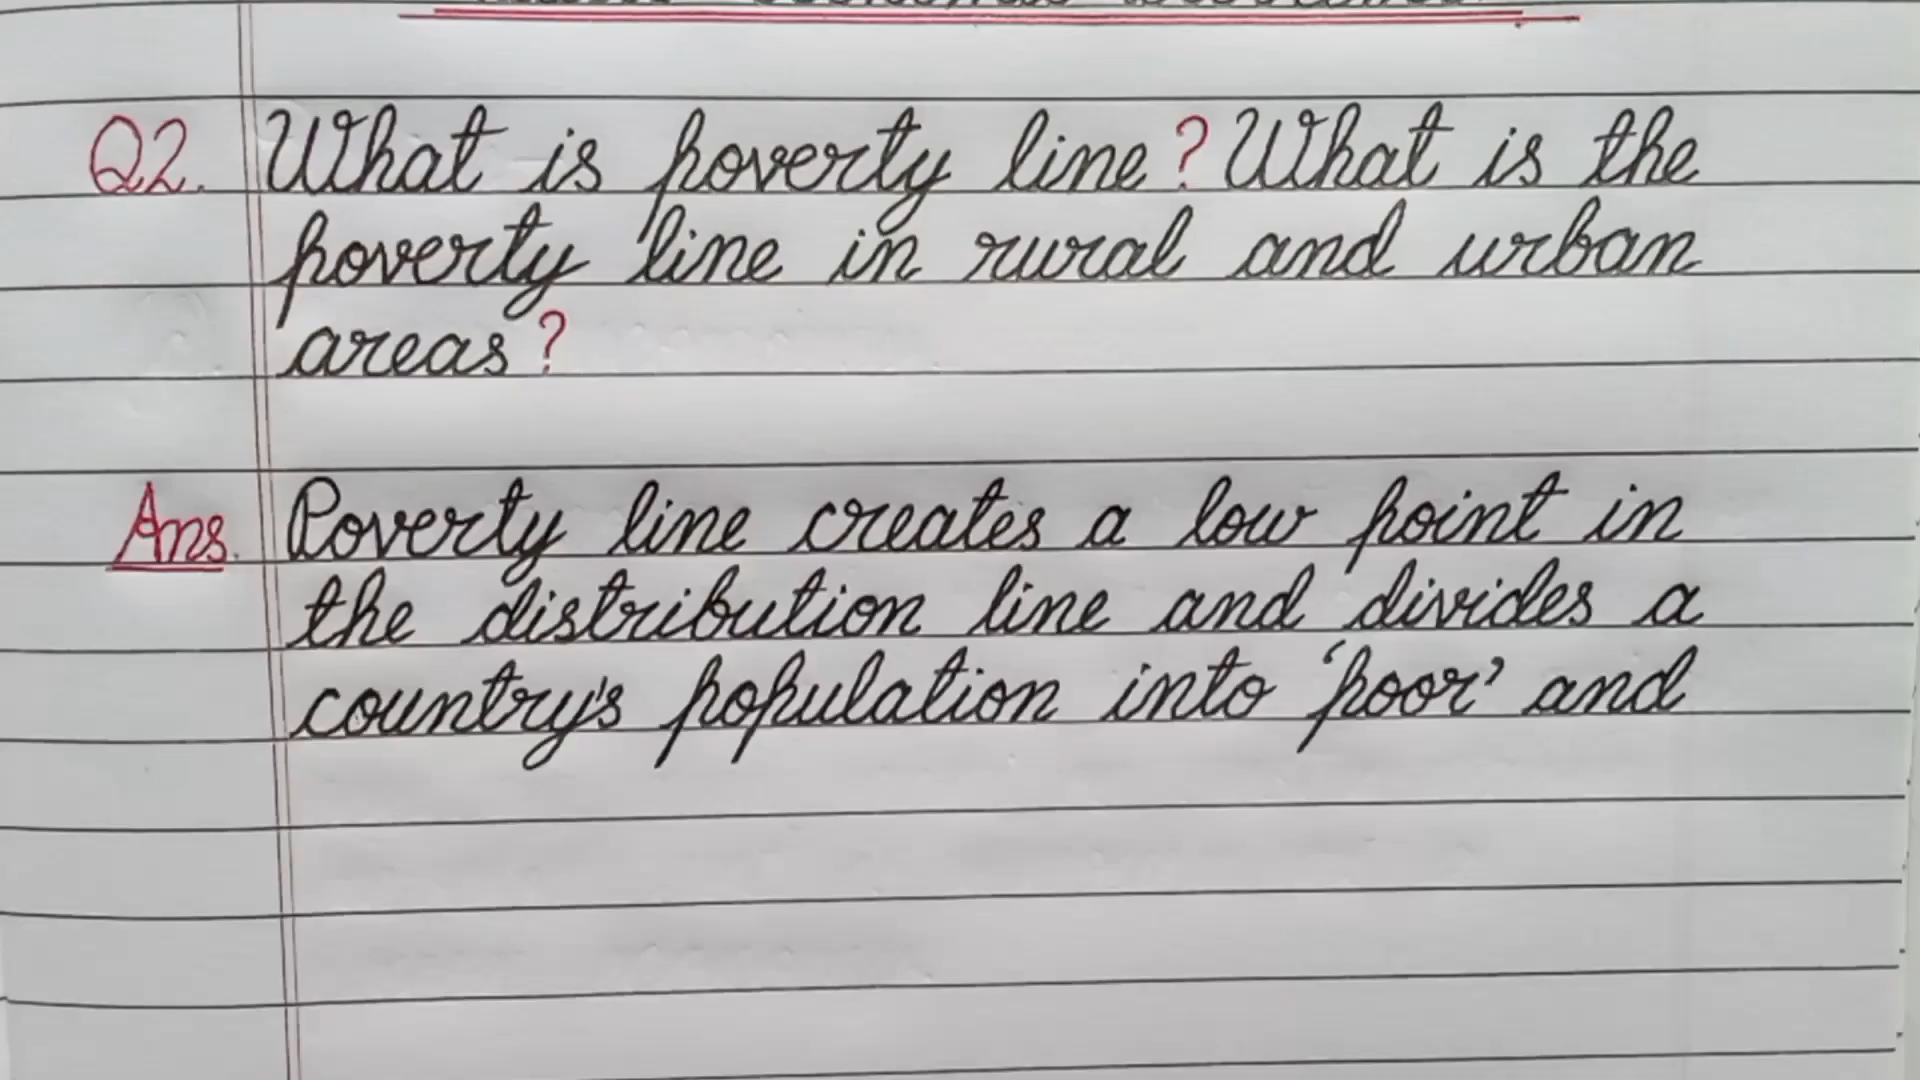 Q2. What is poverty line? What is the
poverty line in rural and urban
areas?
Ans. Poverty line creates a low point in
the distribution line and divides a
country's population into 'poor' and